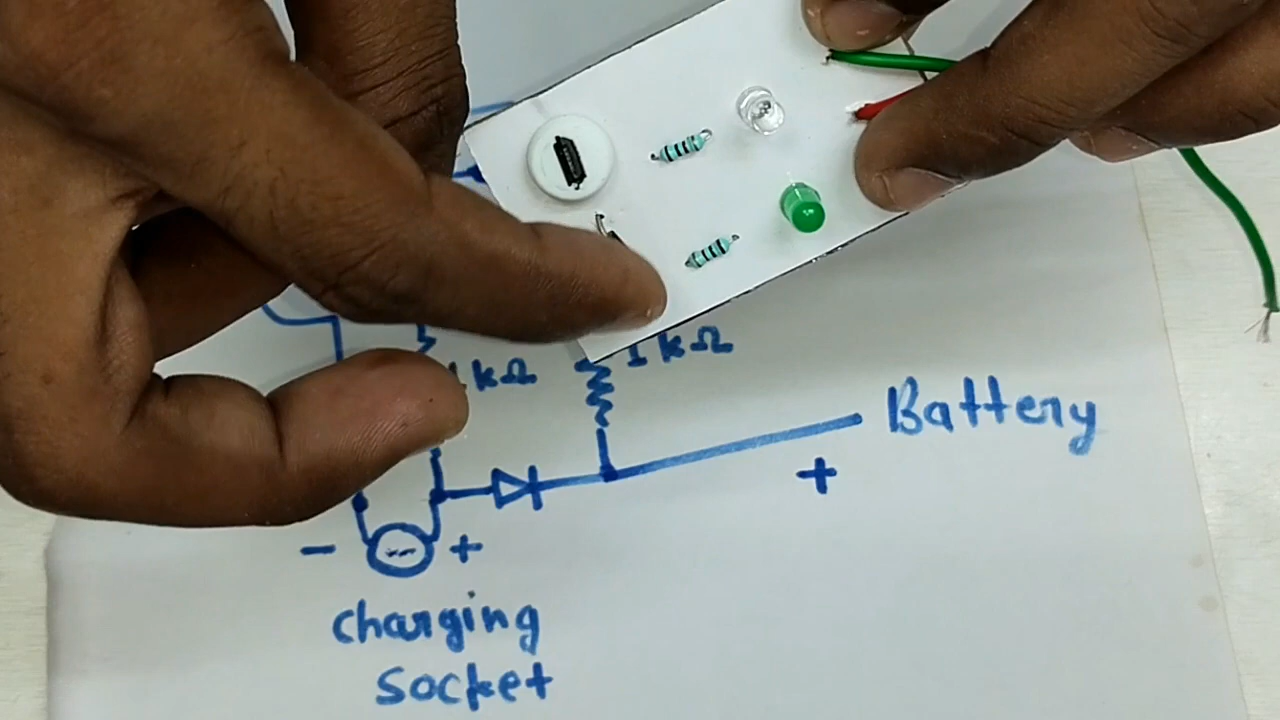 1kΩ
1kΩ
Battery
+
- +
Charging
Socket